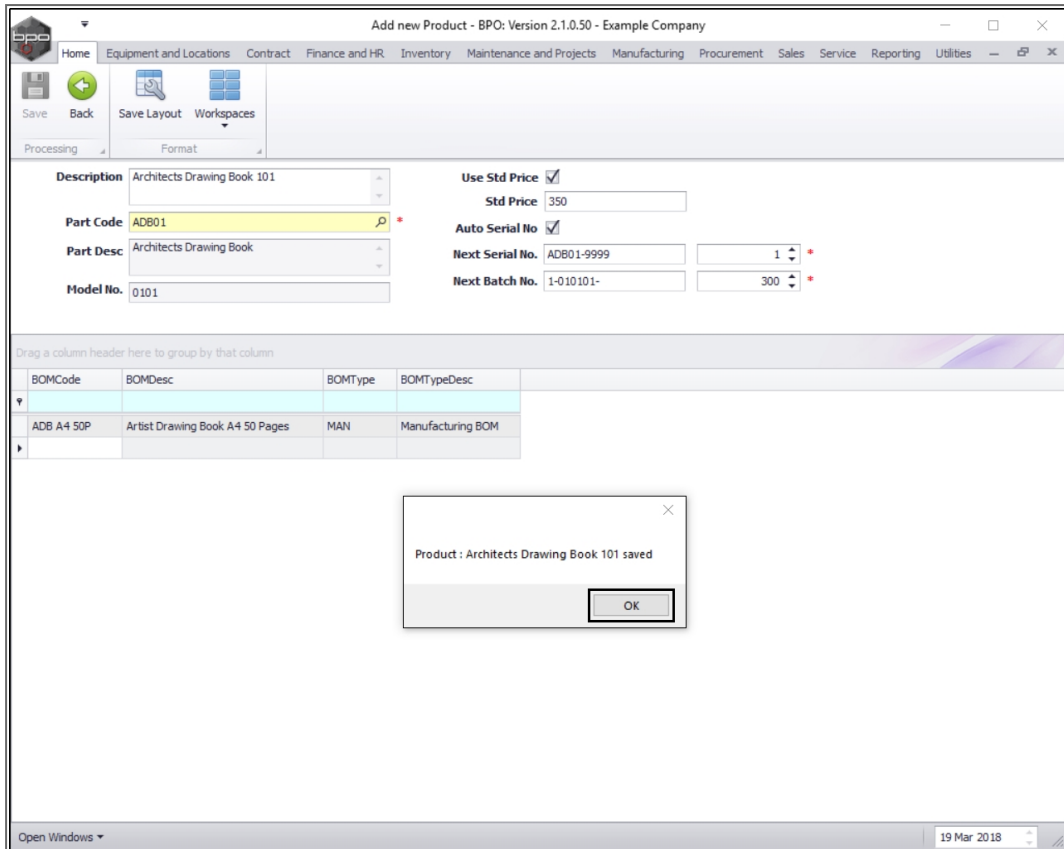 Add new Product - BPO: Version 2.1.0.50 - Example Company
bpo
Home Equipment and Locations Contract Finance and HR Inventory Maintenance and Projects Manufacturing Procurement Sales Service Reporting Utilities
Save Back Save Layout Workspaces
Processing Format
Description Architects Drawing Book 101 Use Std Price
Std Price 350
Part Code ADB01 * Auto Serial No
Part Desc Architects Drawing Book Next Serial No. ADB01-9999 1 *
Next Batch No. 1-010101- 300 *
Model No. 0101
Drag a column header here to group by that column
BOMCode BOMDesc BOMType BOMTypeDesc
ADB A4 50P Artist Drawing Book A4 50 Pages MAN Manufacturing BOM
Product : Architects Drawing Book 101 saved
OK
Open Windows 19 Mar 2018